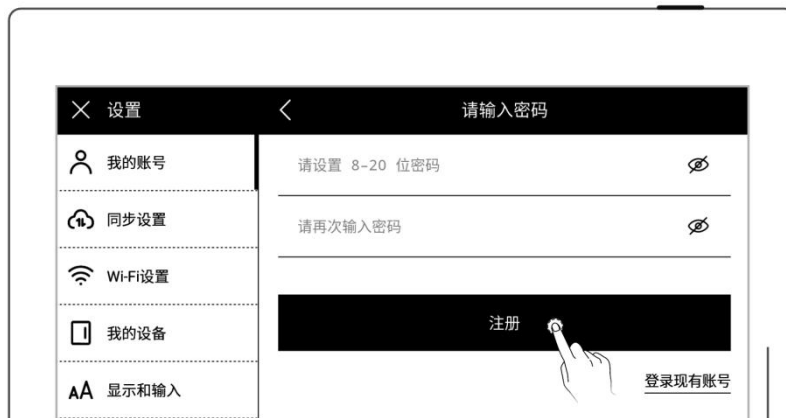 设置
我的账号
同步设置
Wi-Fi设置
我的设备
显示和输入
请输入密码
请设置 8-20 位密码
请再次输入密码
注册
登录现有账号